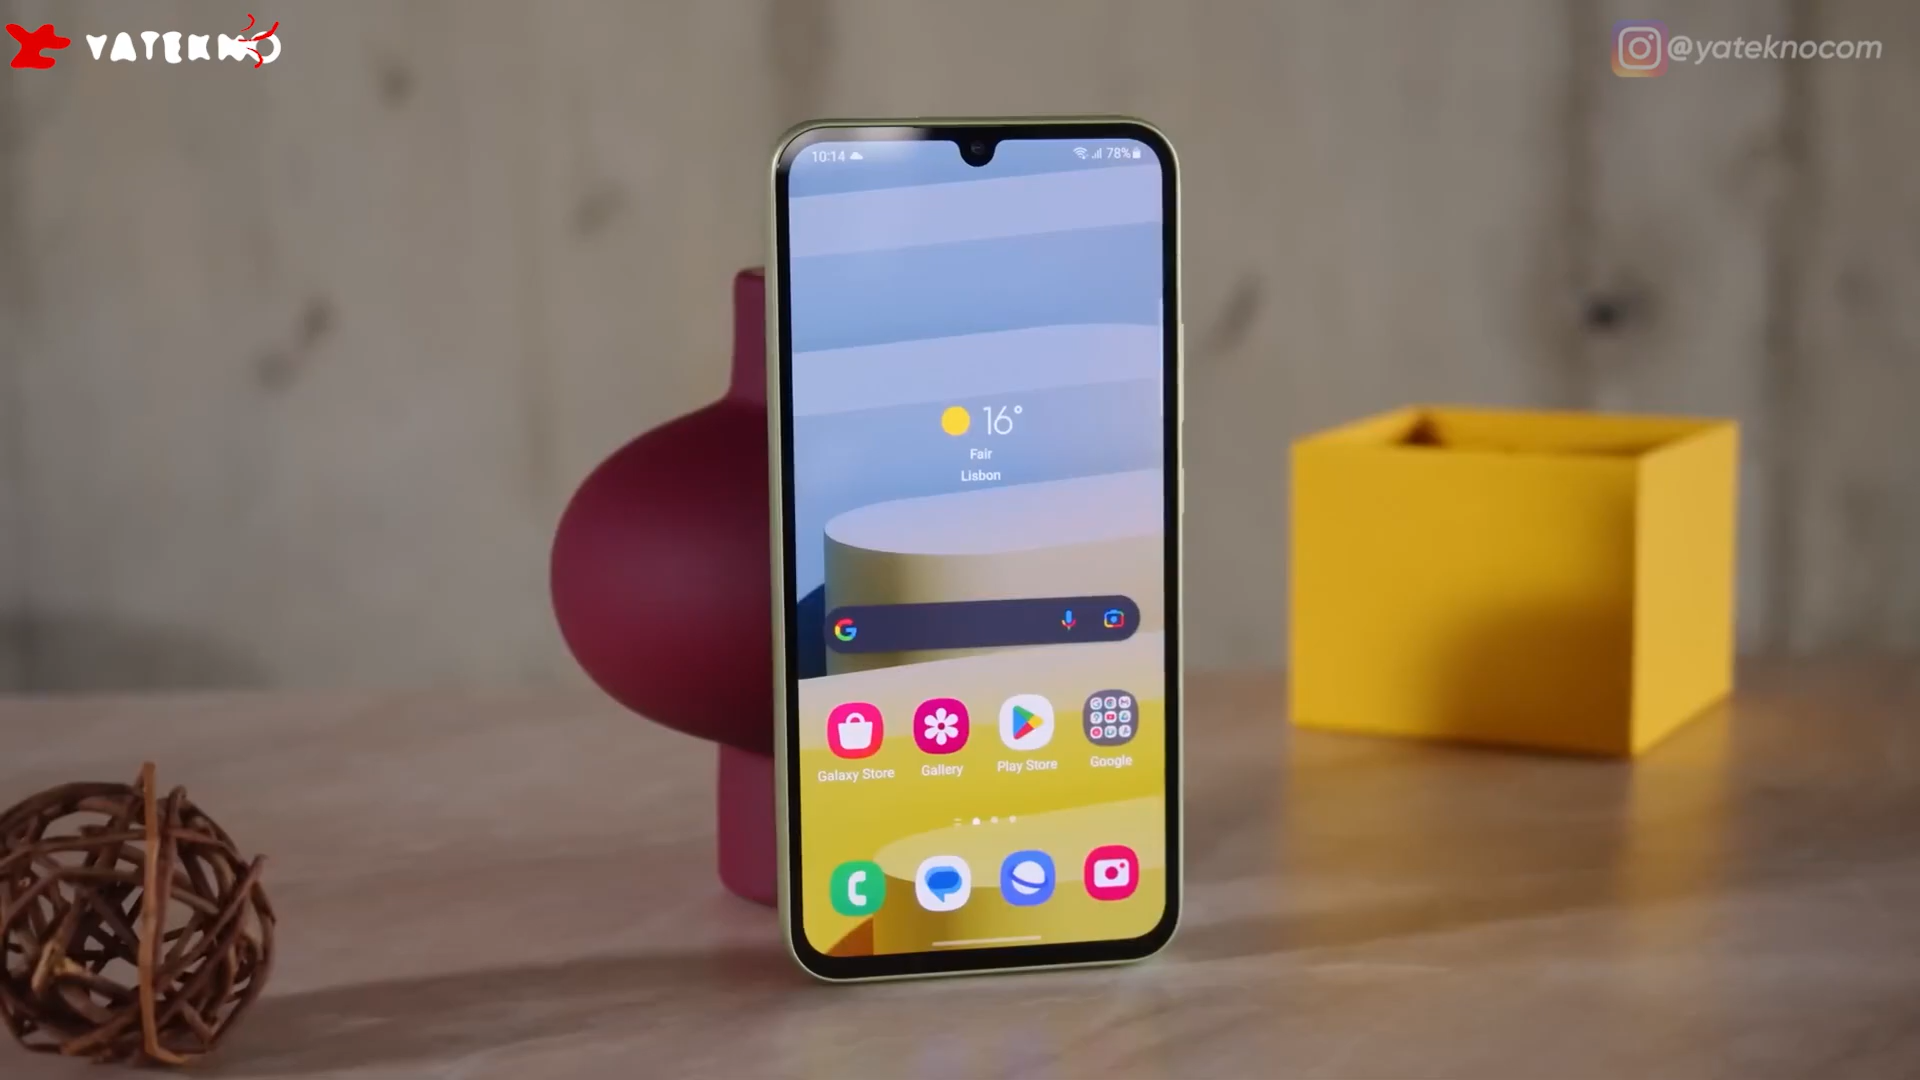 YATEKNO
@yateknocom
10:14
78%
16°
Fair
Lisbon
Galaxy Store
Gallery
Play Store
Google